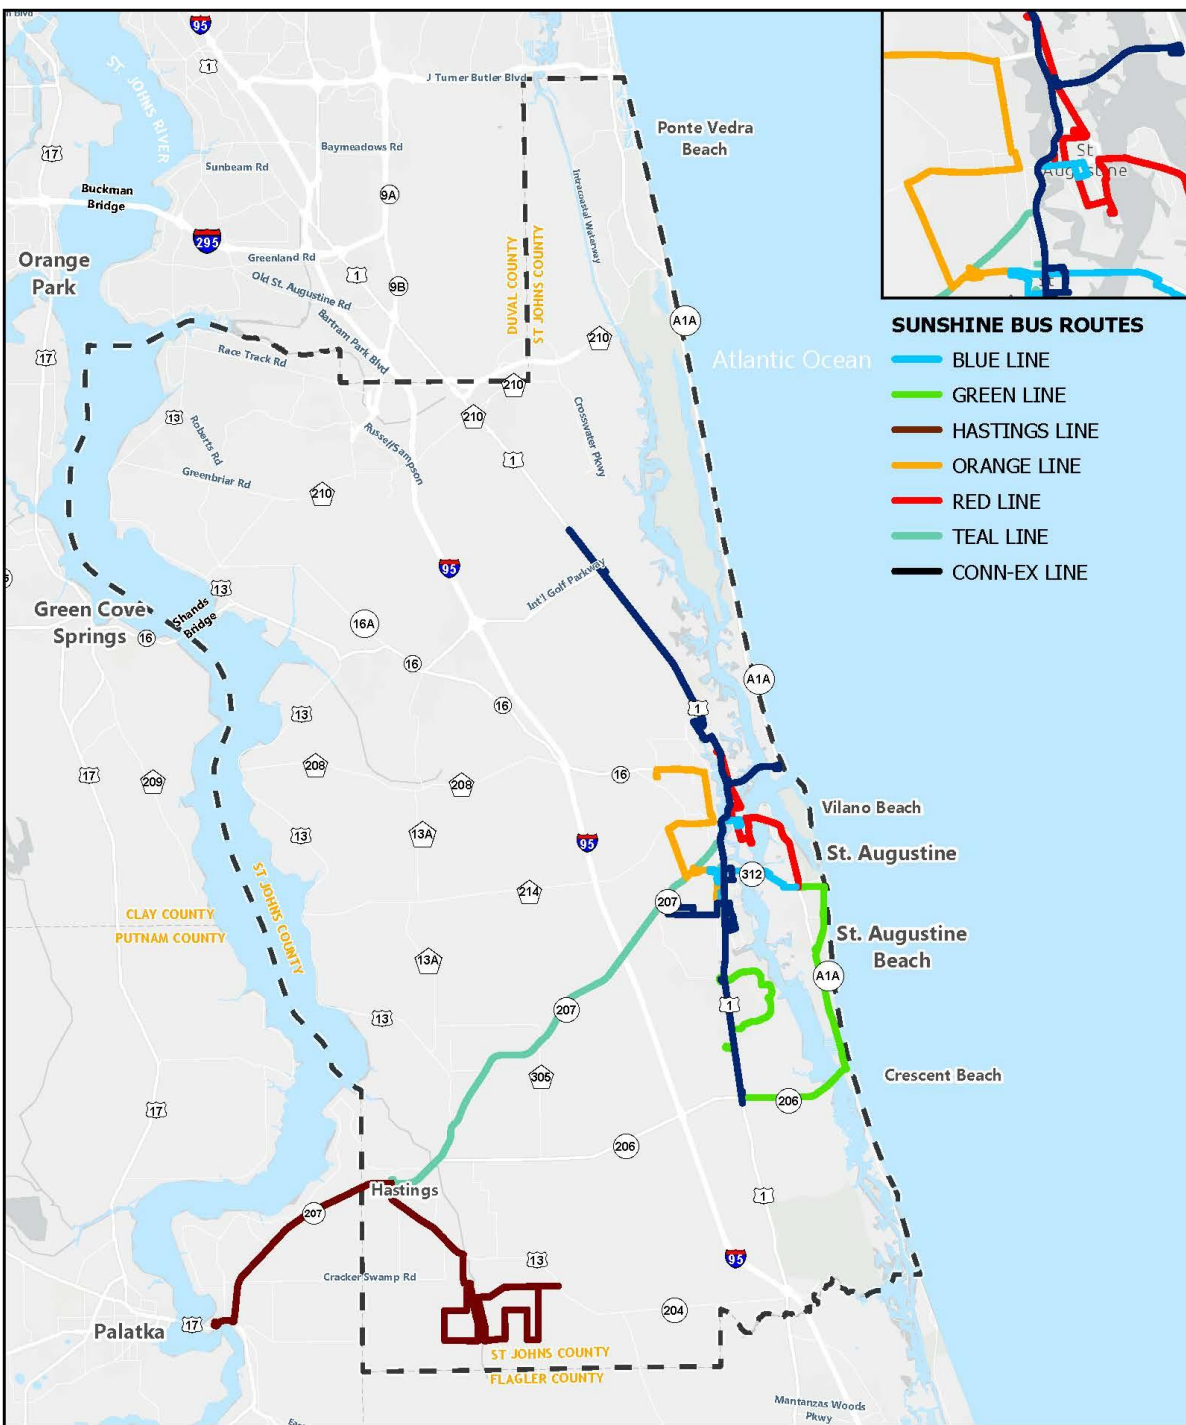 95
1
J Turner Butler Blvd
ST. JOHNS RIVER
Ponte Vedra
Beach
17
Sunbeam Rd
Baymeadows Rd
9A
Buckman
Bridge
Intracoastal Waterway
295
Orange
Park
Greenland Rd
1
Old St. Augustine Rd
9B
DUVAL COUNTY
ST JOHNS COUNTY
A1A
Bartram Park Blvd
210
17
Race Track Rd
Atlantic Ocean
210
13
Roberts Rd
210
Crosswater Pkwy
Russell Sampson
1
Greenbriar Rd
210
95
Int'l Golf Parkway
13
Green Cove
Springs
Shands
Bridge
16
16A
16
A1A
16
13
1
17
209
208
208
16
Vilano Beach
13
13A
95
St. Augustine
ST JOHNS COUNTY
312
214
207
CLAY COUNTY
PUTNAM COUNTY
St. Augustine
Beach
13A
A1A
1
13
207
305
Crescent Beach
17
206
206
Hastings
1
207
13
95
Cracker Swamp Rd
204
Palatka
17
ST JOHNS COUNTY
FLAGLER COUNTY
Mantanzas Woods
Pkwy
St
Augustine
St
SUNSHINE BUS ROUTES
BLUE LINE
GREEN LINE
HASTINGS LINE
ORANGE LINE
RED LINE
TEAL LINE
CONN-EX LINE